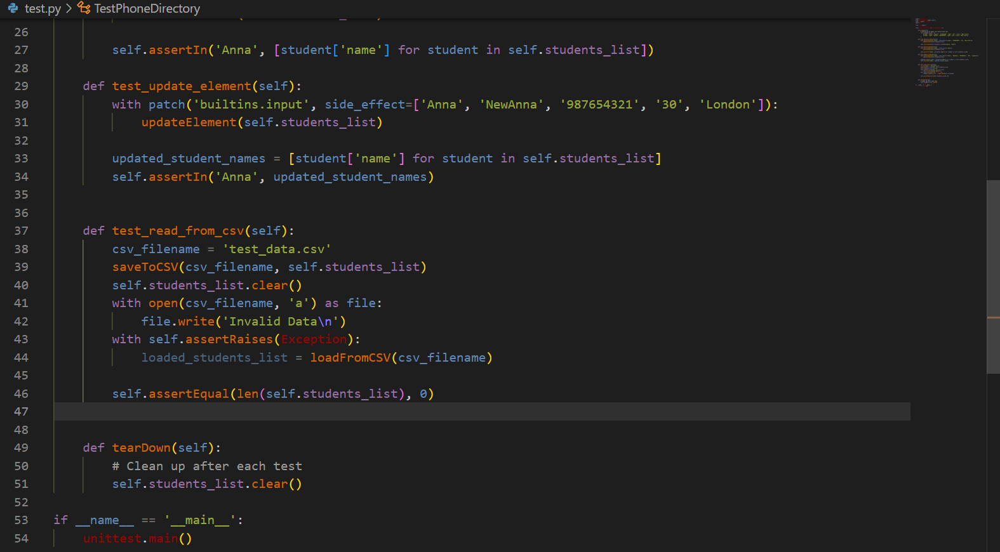 test.py > TestPhoneDirectory
26
27 self.assertIn('Anna', [student['name'] for student in self.students_list])
28
29 def test_update_element(self):
30 with patch('builtins.input', side_effect=['Anna', 'NewAnna', '987654321', '30', 'London']):
31 updateElement(self.students_list)
32
33 updated_student_names = [student['name'] for student in self.students_list]
34 self.assertIn('Anna', updated_student_names)
35
36
37 def test_read_from_csv(self):
38 csv_filename = 'test_data.csv'
39 saveToCSV(csv_filename, self.students_list)
40 self.students_list.clear()
41 with open(csv_filename, 'a') as file:
42 file.write('Invalid Data\n')
43 with self.assertRaises(Exception):
44 loaded_students_list = loadFromCSV(csv_filename)
45
46 self.assertEqual(len(self.students_list), 0)
47
48
49 def tearDown(self):
50 # Clean up after each test
51 self.students_list.clear()
52
53 if __name__ == '__main__':
54 unittest.main()